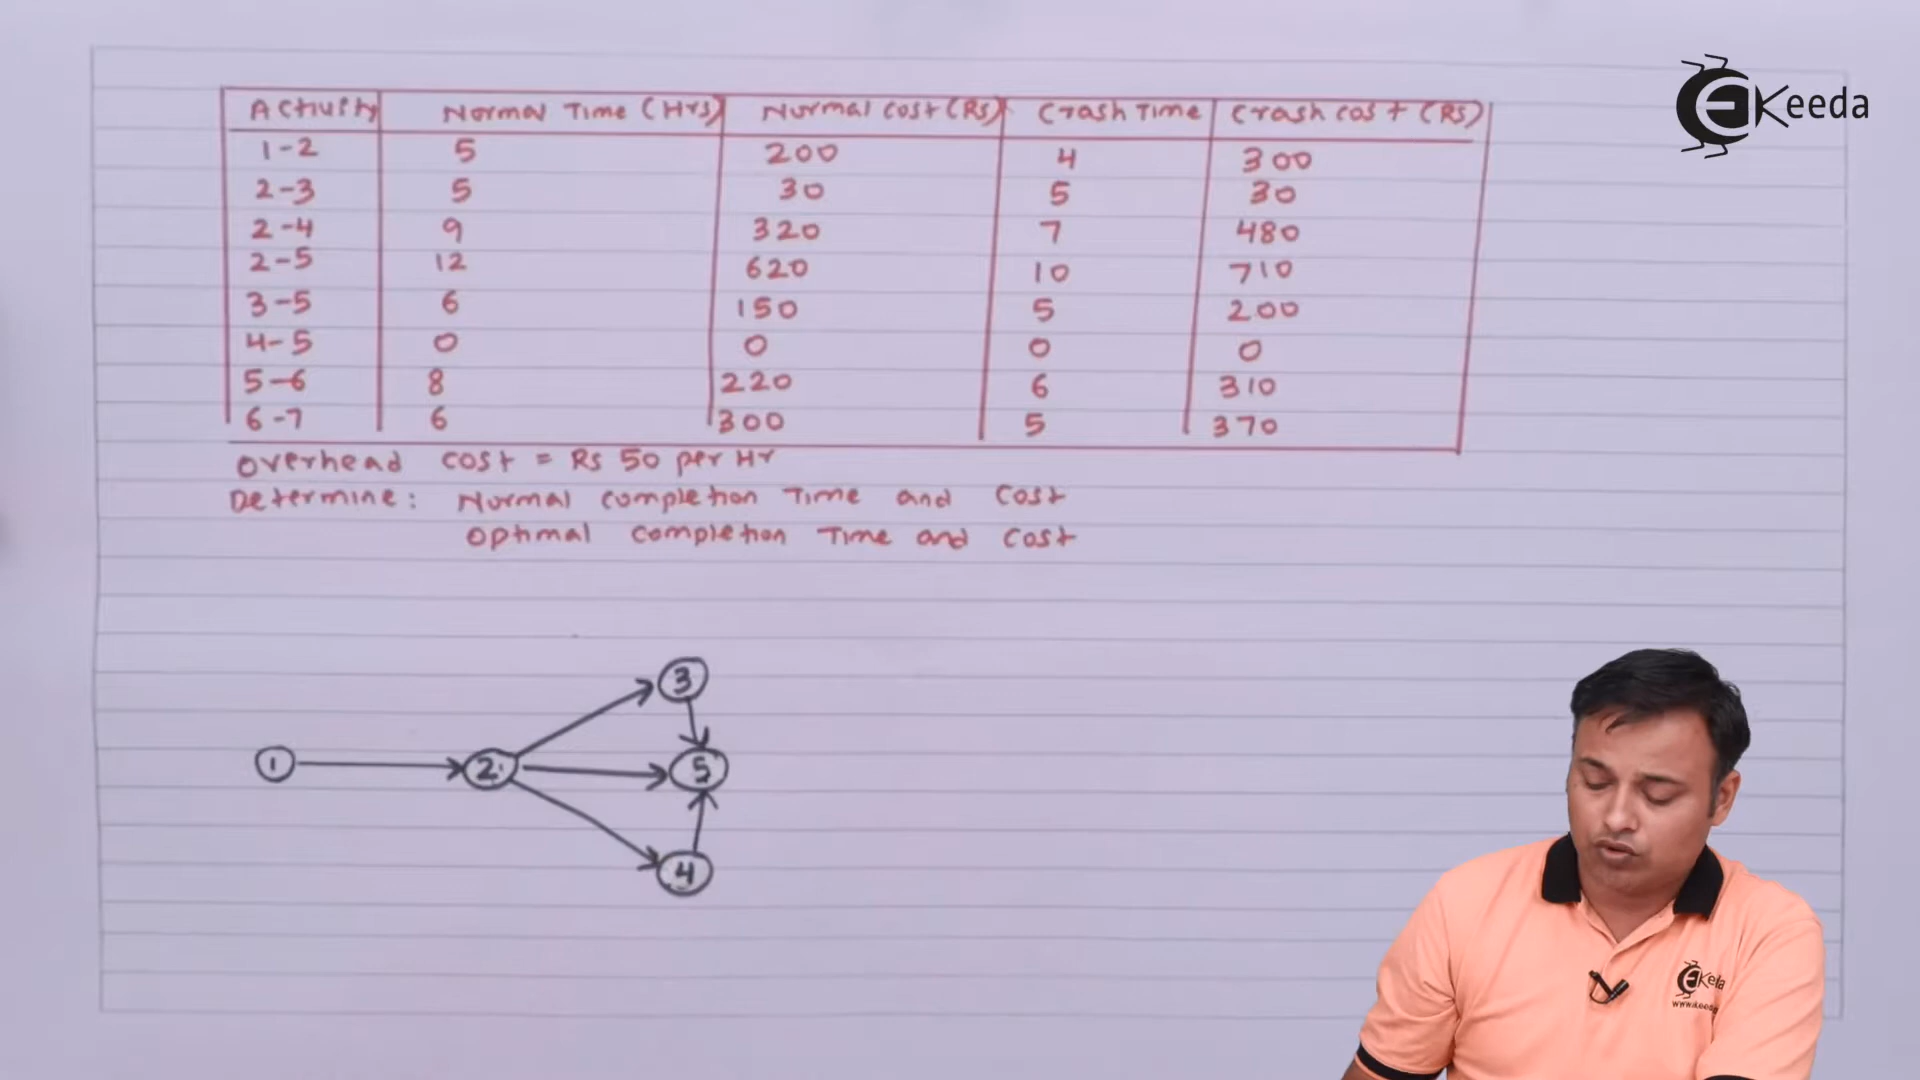 EKeeda
Activity Normal Time (Hrs) Normal cost (Rs) Crash Time Crash cost (Rs)
1-2 5 200 4 300
2-3 5 30 5 30
2-4 9 320 7 480
2-5 12 620 10 710
3-5 6 150 5 200
4-5 0 0 0 0
5-6 8 220 6 310
6-7 6 300 5 370
Overhead cost = Rs 50 per Hr
Determine: Normal completion Time and Cost
Optimal completion Time and Cost
3
1 2 5
4
EKeeda